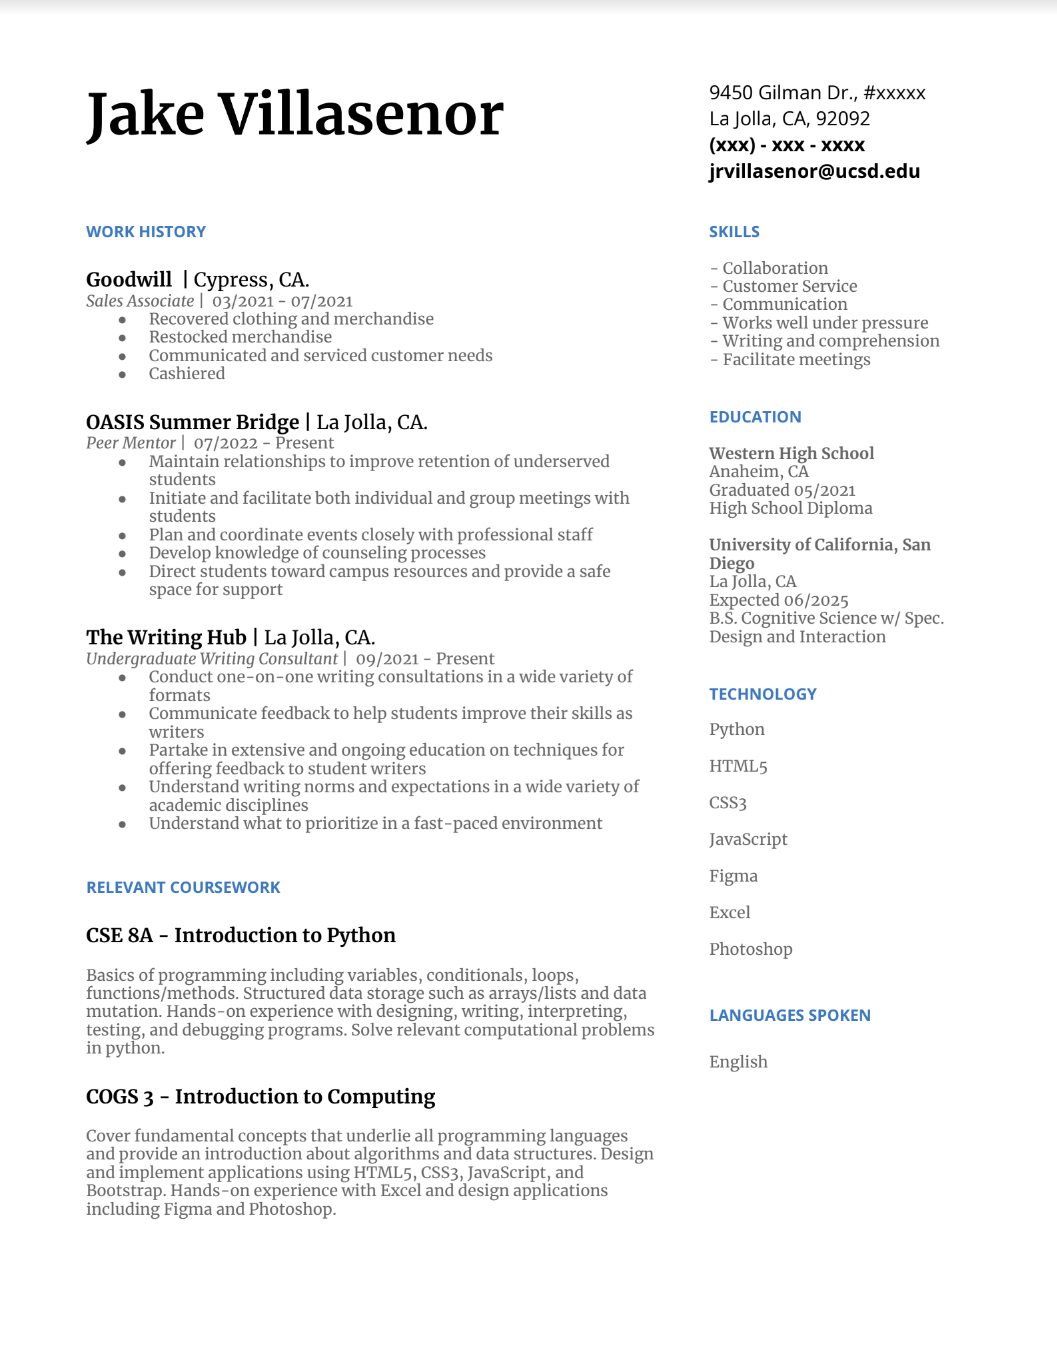 Jake Villasenor
9450 Gilman Dr., #xxxxx
La Jolla, CA, 92092
(xxx) - xxx - xxxx
jrvillasenor@ucsd.edu
WORK HISTORY
Goodwill | Cypress, CA.
Sales Associate | 03/2021 - 07/2021
● Recovered clothing and merchandise
● Restocked merchandise
● Communicated and serviced customer needs
● Cashiered
OASIS Summer Bridge | La Jolla, CA.
Peer Mentor | 07/2022 - Present
● Maintain relationships to improve retention of underserved
students
● Initiate and facilitate both individual and group meetings with
students
● Plan and coordinate events closely with professional staff
● Develop knowledge of counseling processes
● Direct students toward campus resources and provide a safe
space for support
The Writing Hub | La Jolla, CA.
Undergraduate Writing Consultant | 09/2021 - Present
● Conduct one-on-one writing consultations in a wide variety of
formats
● Communicate feedback to help students improve their skills as
writers
● Partake in extensive and ongoing education on techniques for
offering feedback to student writers
● Understand writing norms and expectations in a wide variety of
academic disciplines
● Understand what to prioritize in a fast-paced environment
RELEVANT COURSEWORK
CSE 8A - Introduction to Python
Basics of programming including variables, conditionals, loops,
functions/methods. Structured data storage such as arrays/lists and data
mutation. Hands-on experience with designing, writing, interpreting,
testing, and debugging programs. Solve relevant computational problems
in python.
COGS 3 - Introduction to Computing
Cover fundamental concepts that underlie all programming languages
and provide an introduction about algorithms and data structures. Design
and implement applications using HTML5, CSS3, JavaScript, and
Bootstrap. Hands-on experience with Excel and design applications
including Figma and Photoshop.
SKILLS
- Collaboration
- Customer Service
- Communication
- Works well under pressure
- Writing and comprehension
- Facilitate meetings
EDUCATION
Western High School
Anaheim, CA
Graduated 05/2021
High School Diploma
University of California, San
Diego
La Jolla, CA
Expected 06/2025
B.S. Cognitive Science w/ Spec.
Design and Interaction
TECHNOLOGY
Python
HTML5
CSS3
JavaScript
Figma
Excel
Photoshop
LANGUAGES SPOKEN
English